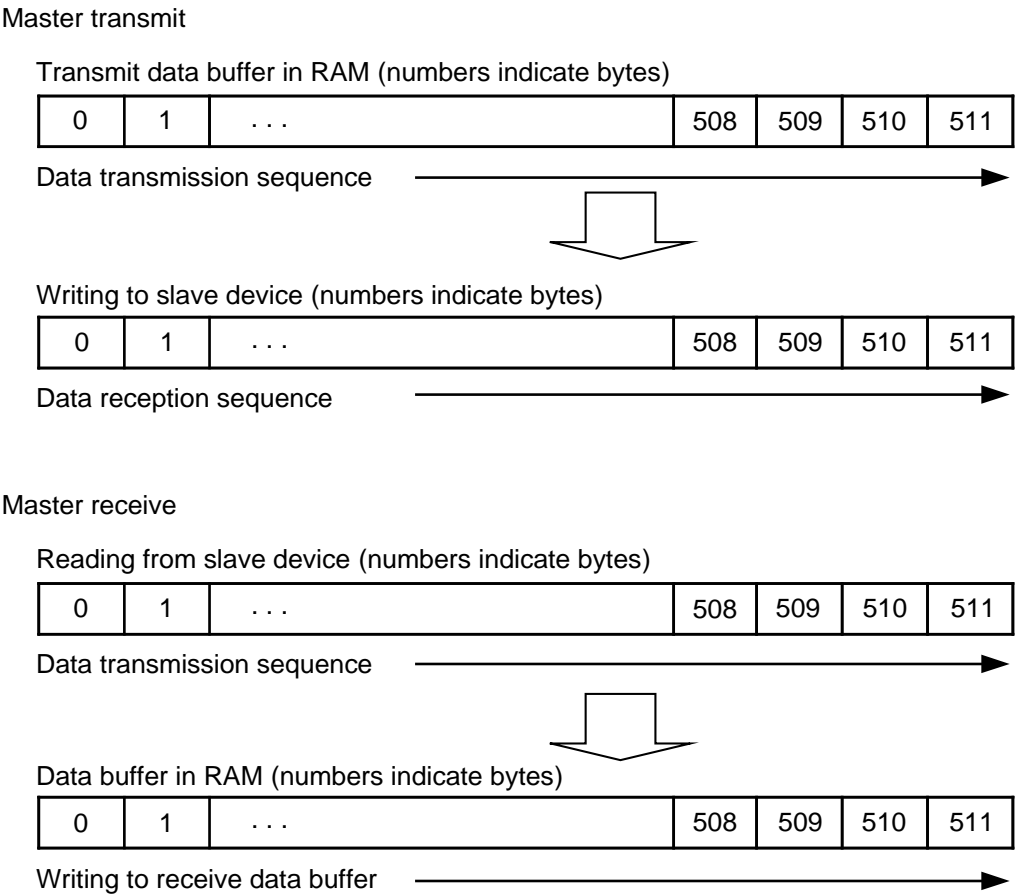 Master transmit
Transmit data buffer in RAM (numbers indicate bytes)
0 1 . . . 508 509 510 511
Data transmission sequence
Writing to slave device (numbers indicate bytes)
0 1 . . . 508 509 510 511
Data reception sequence
Master receive
Reading from slave device (numbers indicate bytes)
0 1 . . . 508 509 510 511
Data transmission sequence
Data buffer in RAM (numbers indicate bytes)
0 1 . . . 508 509 510 511
Writing to receive data buffer